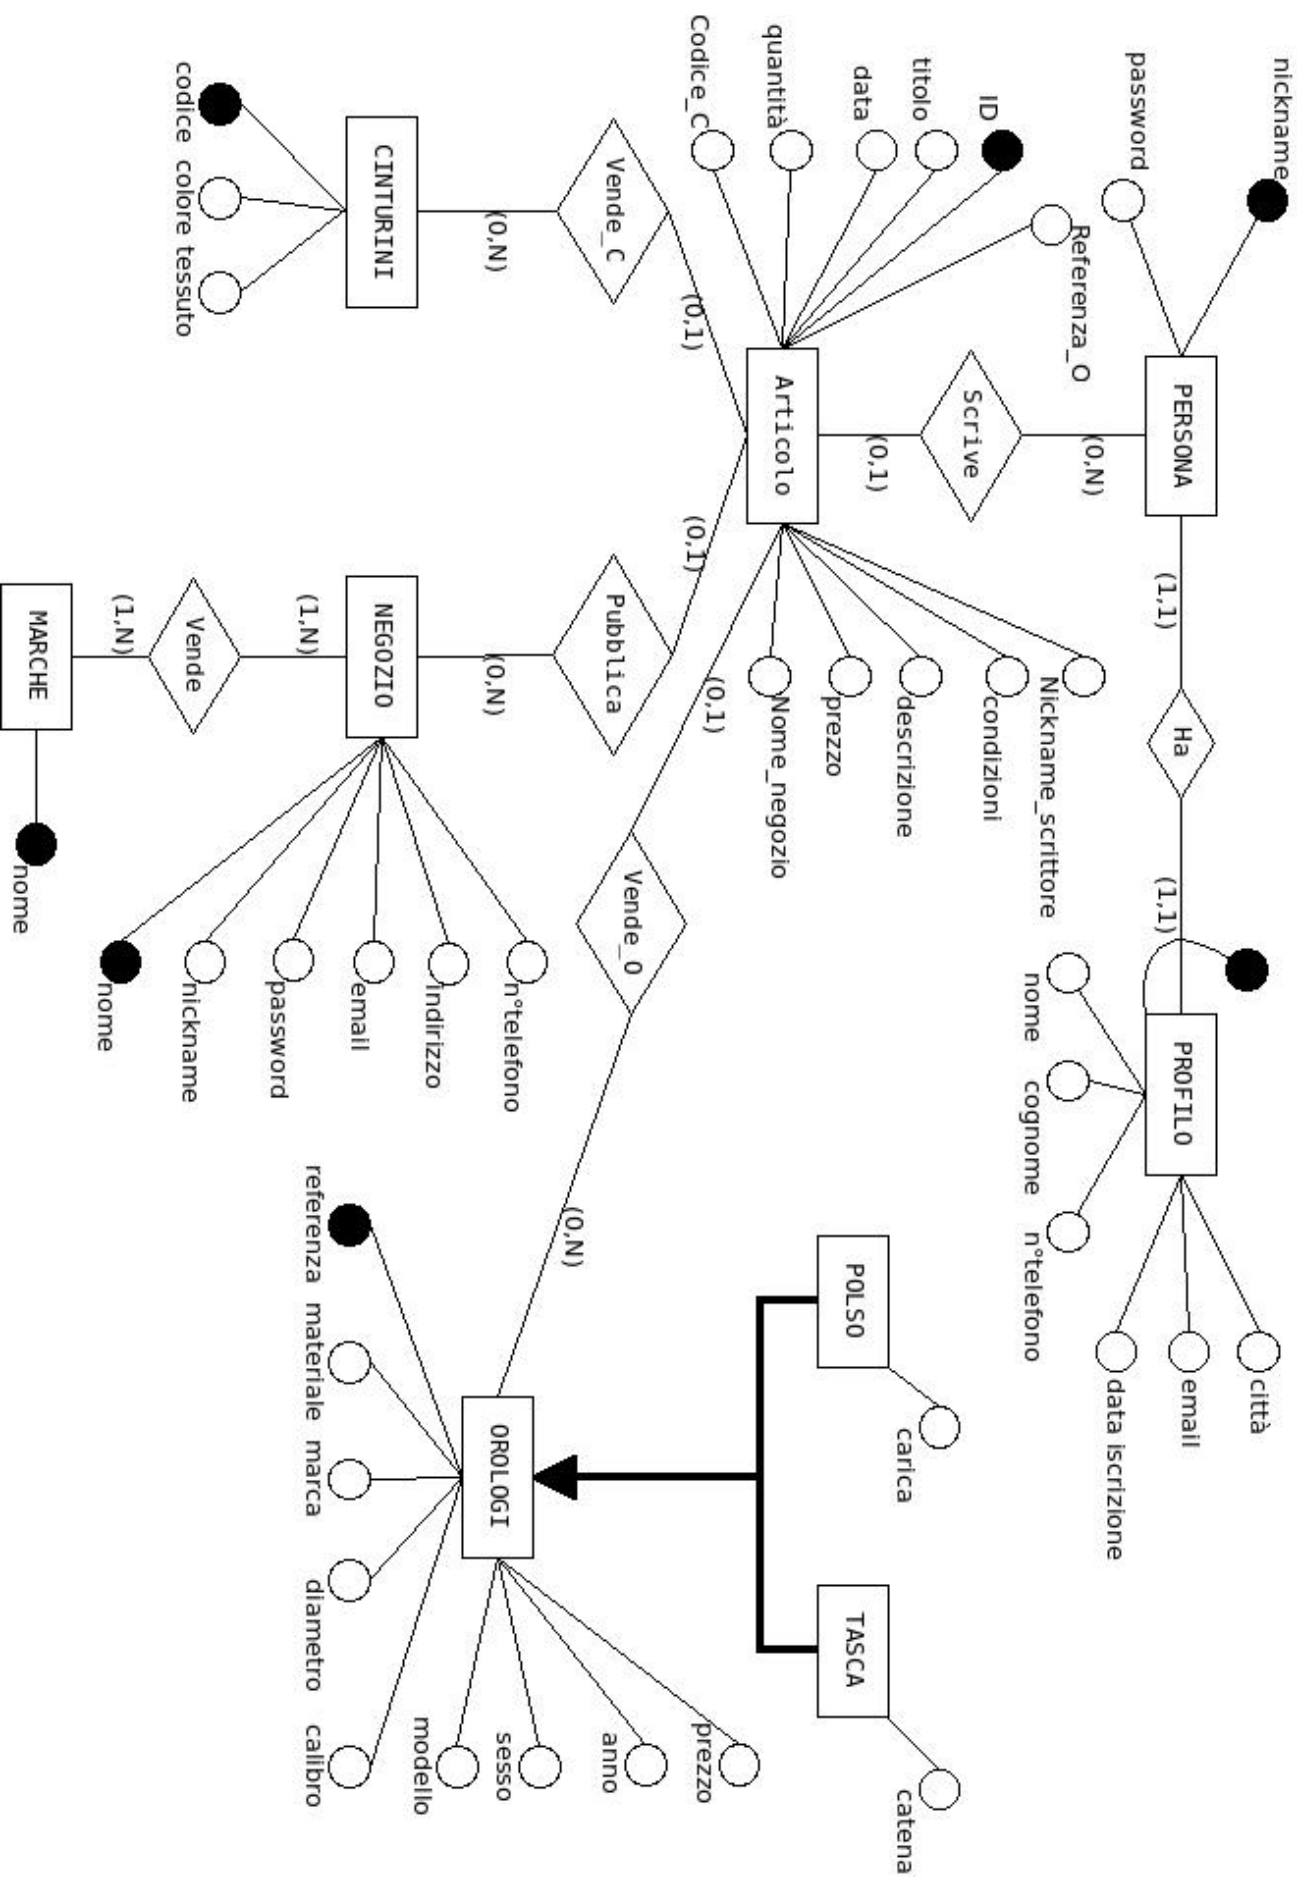 nickname
password
PERSONA
(1,1)
Ha
(1,1)
PROFILO
nome
cognome
n°telefono
città
email
data iscrizione
(0,N)
Scrive
(0,1)
Referenza_O
ID
titolo
data
quantità
Codice_C
Articolo
Nickname_scrittore
condizioni
descrizione
prezzo
Nome_negozio
POLSO
carica
TASCA
catena
(0,1)
(0,1)
(0,1)
Vende_C
Pubblica
Vende_O
(0,N)
(0,N)
(0,N)
CINTURINI
codice
colore
tessuto
NEGOZIO
n°telefono
indirizzo
email
password
nickname
nome
OROLOGI
prezzo
anno
sesso
modello
referenza
materiale
marca
diametro
calibro
(1,N)
Vende
(1,N)
MARCHE
nome